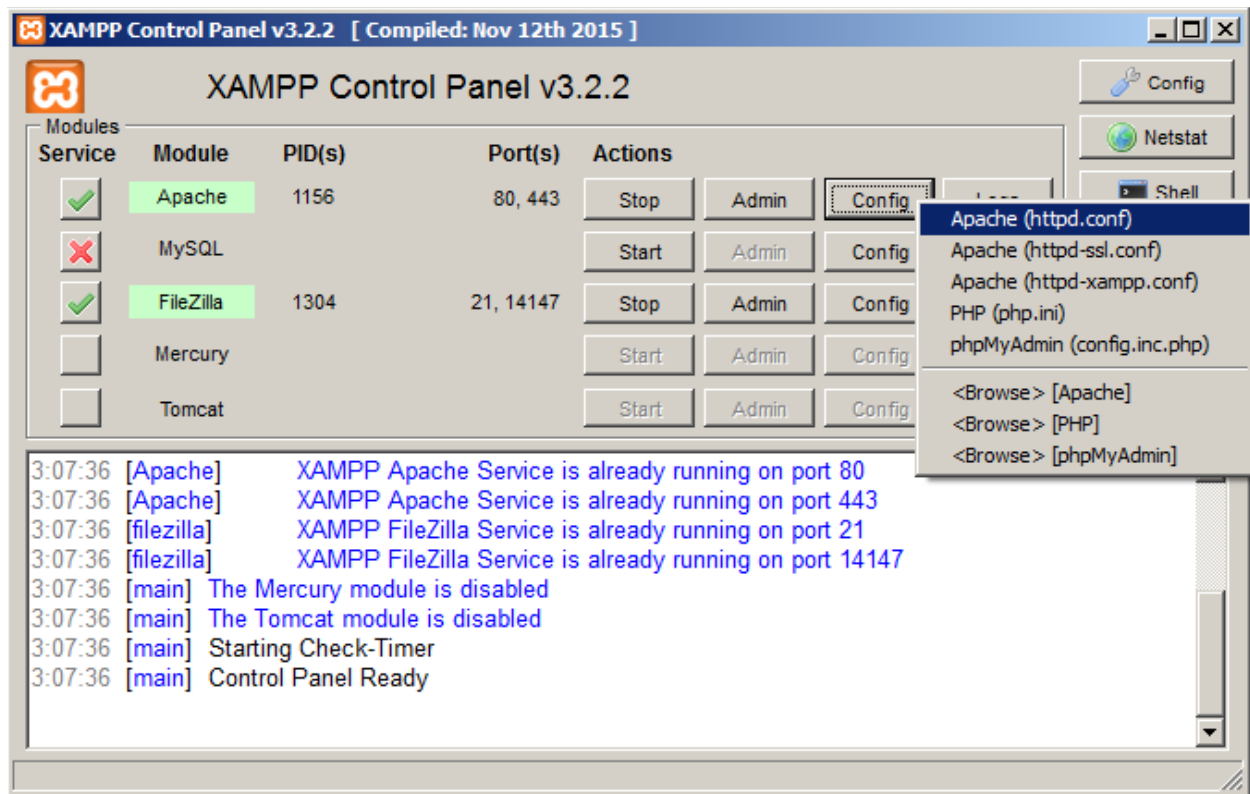 XAMPP Control Panel v3.2.2 [ Compiled: Nov 12th 2015 ]
XAMPP Control Panel v3.2.2
Config
Modules
Service Module PID(s) Port(s) Actions
Netstat
Apache 1156 80, 443 Stop Admin Config
Shell
MySQL Start Admin Config
FileZilla 1304 21, 14147 Stop Admin Config
Mercury Start Admin Config
Tomcat Start Admin Config
Apache (httpd.conf)
Apache (httpd-ssl.conf)
Apache (httpd-xampp.conf)
PHP (php.ini)
phpMyAdmin (config.inc.php)
<Browse> [Apache]
<Browse> [PHP]
<Browse> [phpMyAdmin]
3:07:36 [Apache] XAMPP Apache Service is already running on port 80
3:07:36 [Apache] XAMPP Apache Service is already running on port 443
3:07:36 [filezilla] XAMPP FileZilla Service is already running on port 21
3:07:36 [filezilla] XAMPP FileZilla Service is already running on port 14147
3:07:36 [main] The Mercury module is disabled
3:07:36 [main] The Tomcat module is disabled
3:07:36 [main] Starting Check-Timer
3:07:36 [main] Control Panel Ready